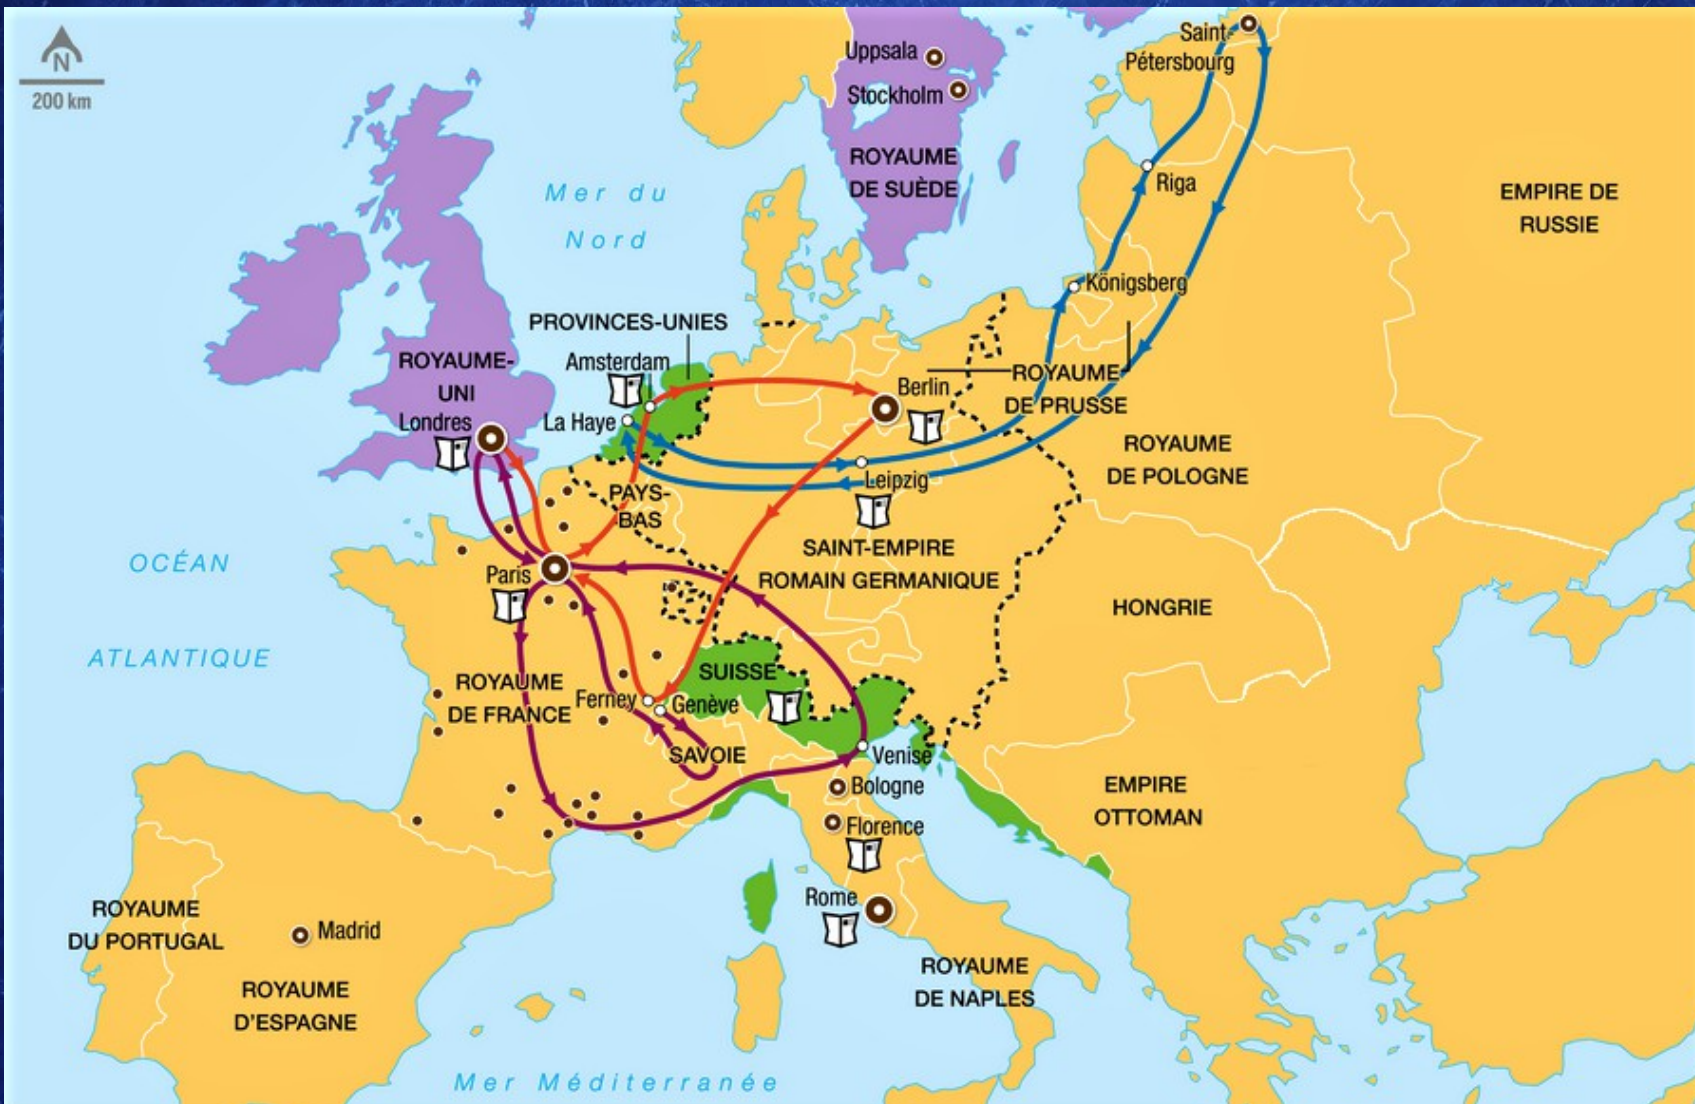 N
200 km
Uppsala
Stockholm
ROYAUME
DE SUÈDE
Saint-
Pétersbourg
Riga
EMPIRE DE
RUSSIE
Mer du
Nord
Königsberg
PROVINCES-UNIES
Amsterdam
La Haye
ROYAUME-
UNI
Londres
Berlin
ROYAUME
DE PRUSSE
ROYAUME
DE POLOGNE
Leipzig
PAYS-
BAS
SAINT-EMPIRE
ROMAIN GERMANIQUE
OCÉAN
ATLANTIQUE
Paris
HONGRIE
ROYAUME
DE FRANCE
SUISSE
Ferney
Genève
SAVOIE
Venise
Bologne
Florence
Rome
EMPIRE
OTTOMAN
ROYAUME
DU PORTUGAL
Madrid
ROYAUME
D'ESPAGNE
ROYAUME
DE NAPLES
Mer Méditerranée